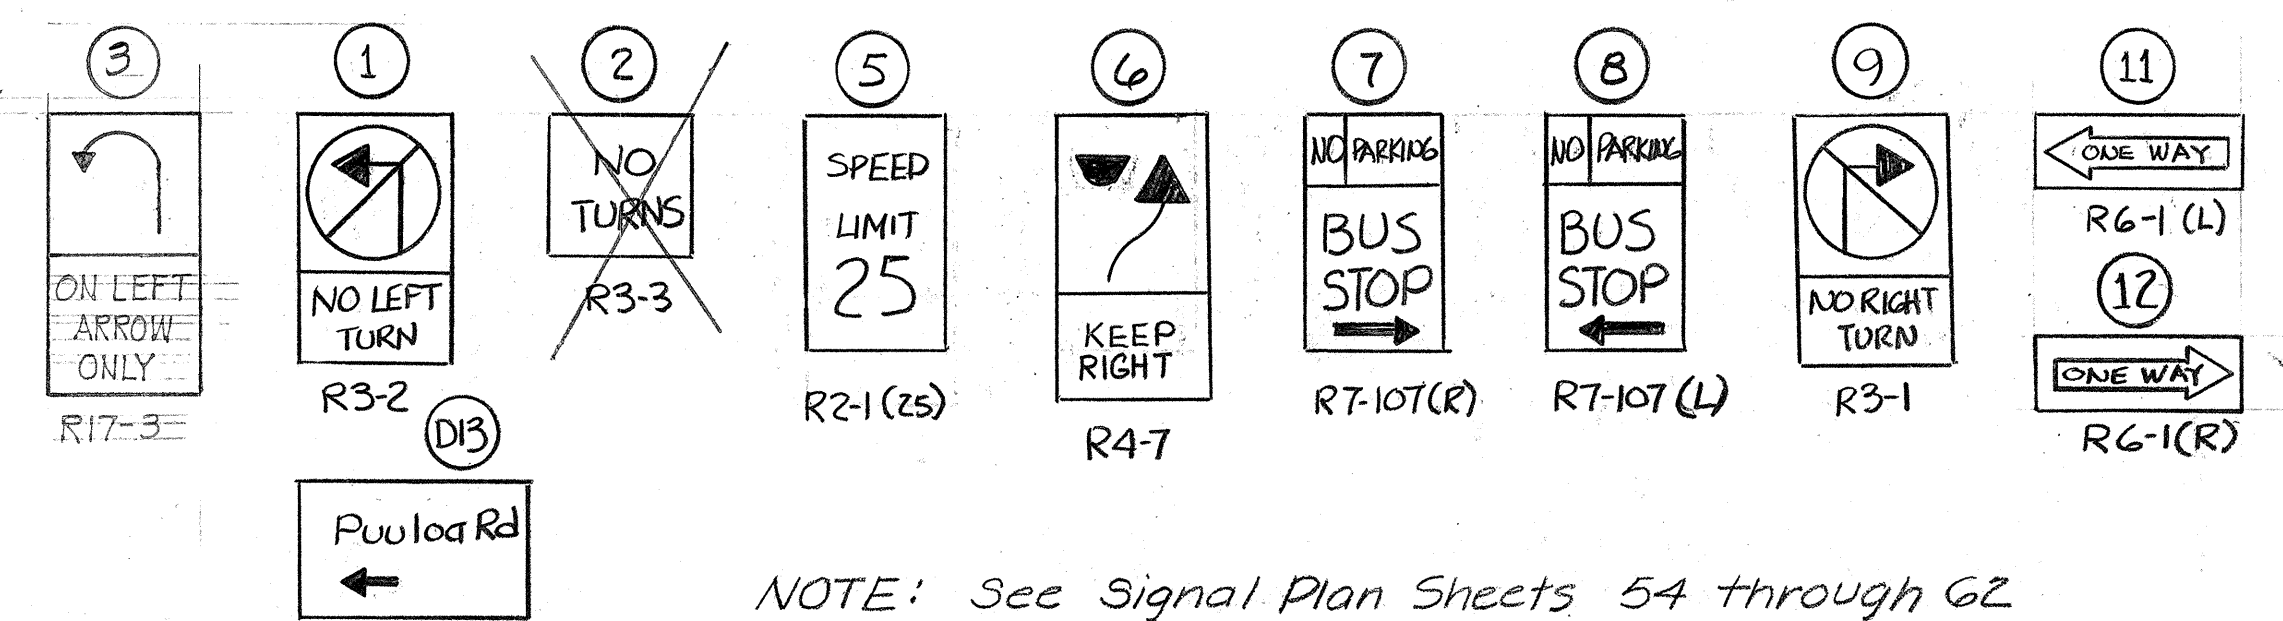 3
ON LEFT
ARROW
ONLY
R17-3
1
NO LEFT
TURN
R3-2
D13
Puuloa Rd
2
NO
TURNS
R3-3
5
SPEED
LIMIT
25
R2-1 (25)
6
KEEP
RIGHT
R4-7
7
NO PARKING
BUS
STOP
R7-107(R)
8
NO PARKING
BUS
STOP
R7-107 (L)
9
NO RIGHT
TURN
R3-1
11
ONE WAY
R6-1 (L)
12
ONE WAY
R6-1(R)
NOTE: See Signal Plan Sheets 54 through 62